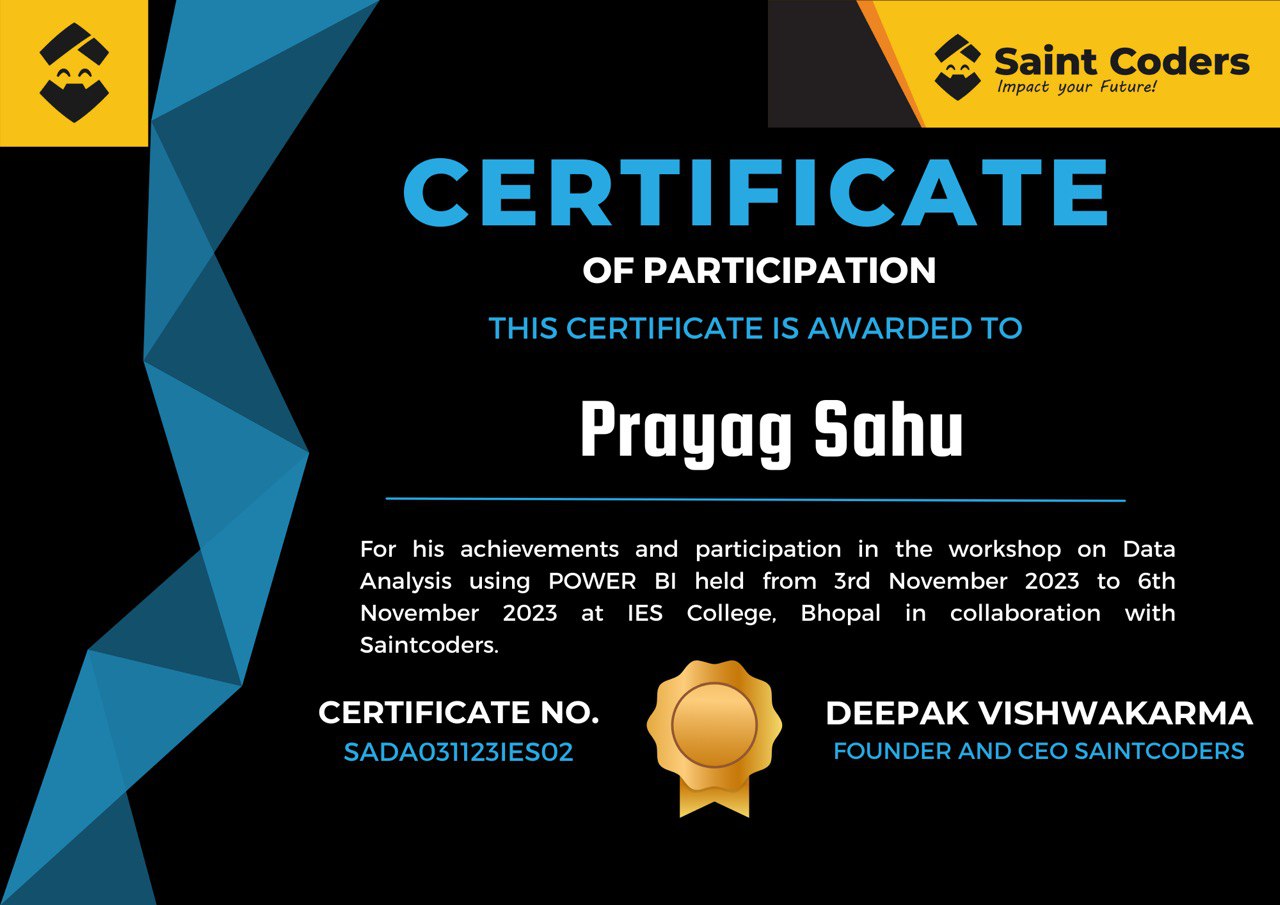 Saint Coders
Impact your Future!
CERTIFICATE
OF PARTICIPATION
THIS CERTIFICATE IS AWARDED TO
Prayag Sahu
For his achievements and participation in the workshop on Data
Analysis using POWER BI held from 3rd November 2023 to 6th
November 2023 at IES College, Bhopal in collaboration with
Saintcoders.
CERTIFICATE NO.
SADA031123IES02
DEEPAK VISHWAKARMA
FOUNDER AND CEO SAINTCODERS